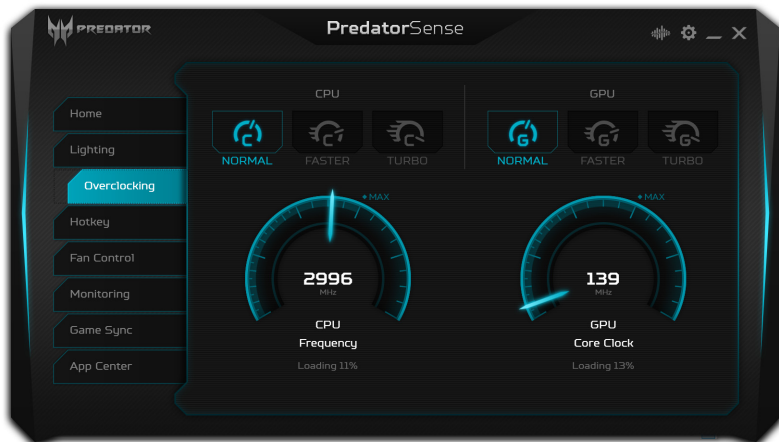 PREDATOR
PredatorSense
Home
Lighting
Overclocking
Hotkey
Fan Control
Monitoring
Game Sync
App Center
CPU
C
NORMAL
C
FASTER
C
TURBO
MAX
2996
MHz
CPU
Frequency
Loading 11%
GPU
G
NORMAL
G
FASTER
G
TURBO
MAX
139
MHz
GPU
Core Clock
Loading 13%